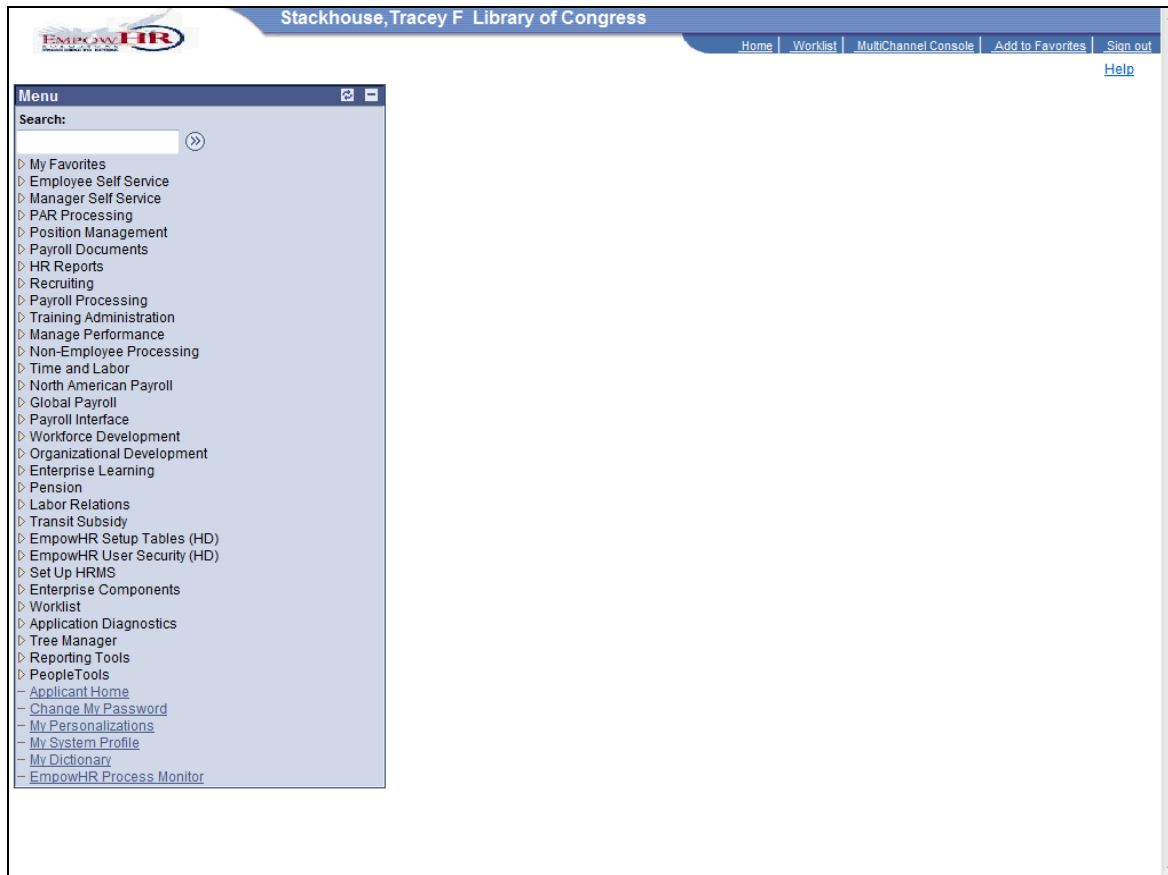 Stackhouse,Tracey F Library of Congress
EMPOWHR
Home Worklist MultiChannel Console Add to Favorites Sign out
Help
Menu
Search:
My Favorites
Employee Self Service
Manager Self Service
PAR Processing
Position Management
Payroll Documents
HR Reports
Recruiting
Payroll Processing
Training Administration
Manage Performance
Non-Employee Processing
Time and Labor
North American Payroll
Global Payroll
Payroll Interface
Workforce Development
Organizational Development
Enterprise Learning
Pension
Labor Relations
Transit Subsidy
EmpowHR Setup Tables (HD)
EmpowHR User Security (HD)
Set Up HRMS
Enterprise Components
Worklist
Application Diagnostics
Tree Manager
Reporting Tools
PeopleTools
Applicant Home
Change My Password
My Personalizations
My System Profile
My Dictionary
EmpowHR Process Monitor